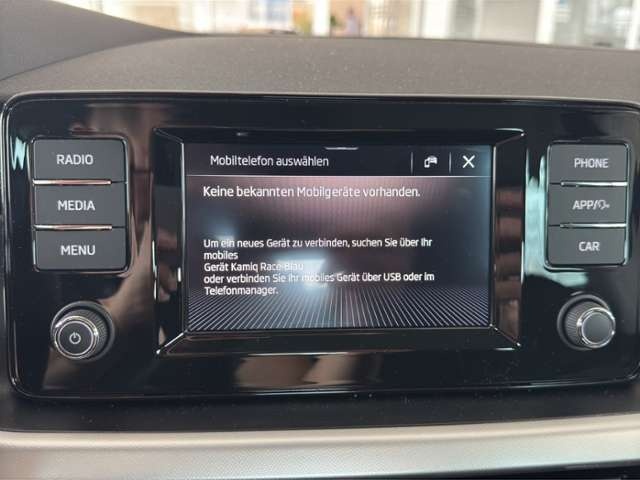 RADIO
MEDIA
MENU
Mobiltelefon auswählen
Keine bekannten Mobilgeräte vorhanden.
Um ein neues Gerät zu verbinden, suchen Sie über Ihr
mobiles
Gerät Kamiq Race-Blau
oder verbinden Sie ihr mobiles Gerät über USB oder im
Telefonmanager.
PHONE
APP/
CAR